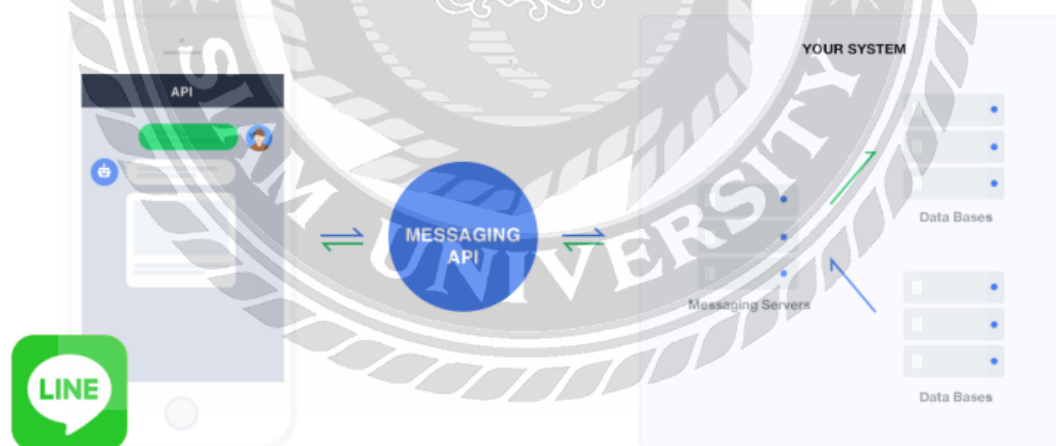 YOUR SYSTEM
API
MESSAGING
API
Data Bases
Messaging Servers
Data Bases
LINE
SIAM UNIVERSITY